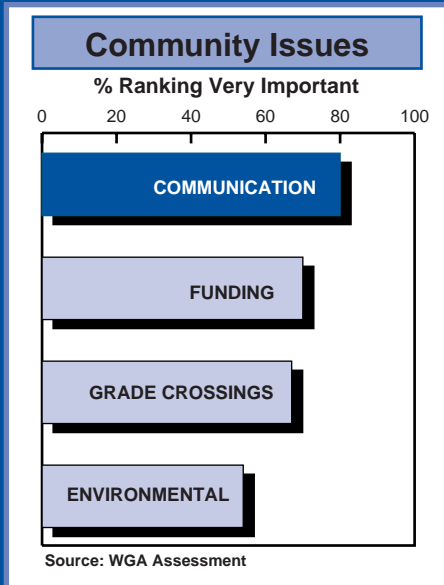 Community Issues
% Ranking Very Important
0 20 40 60 80 100
COMMUNICATION
FUNDING
GRADE CROSSINGS
ENVIRONMENTAL
Source: WGA Assessment